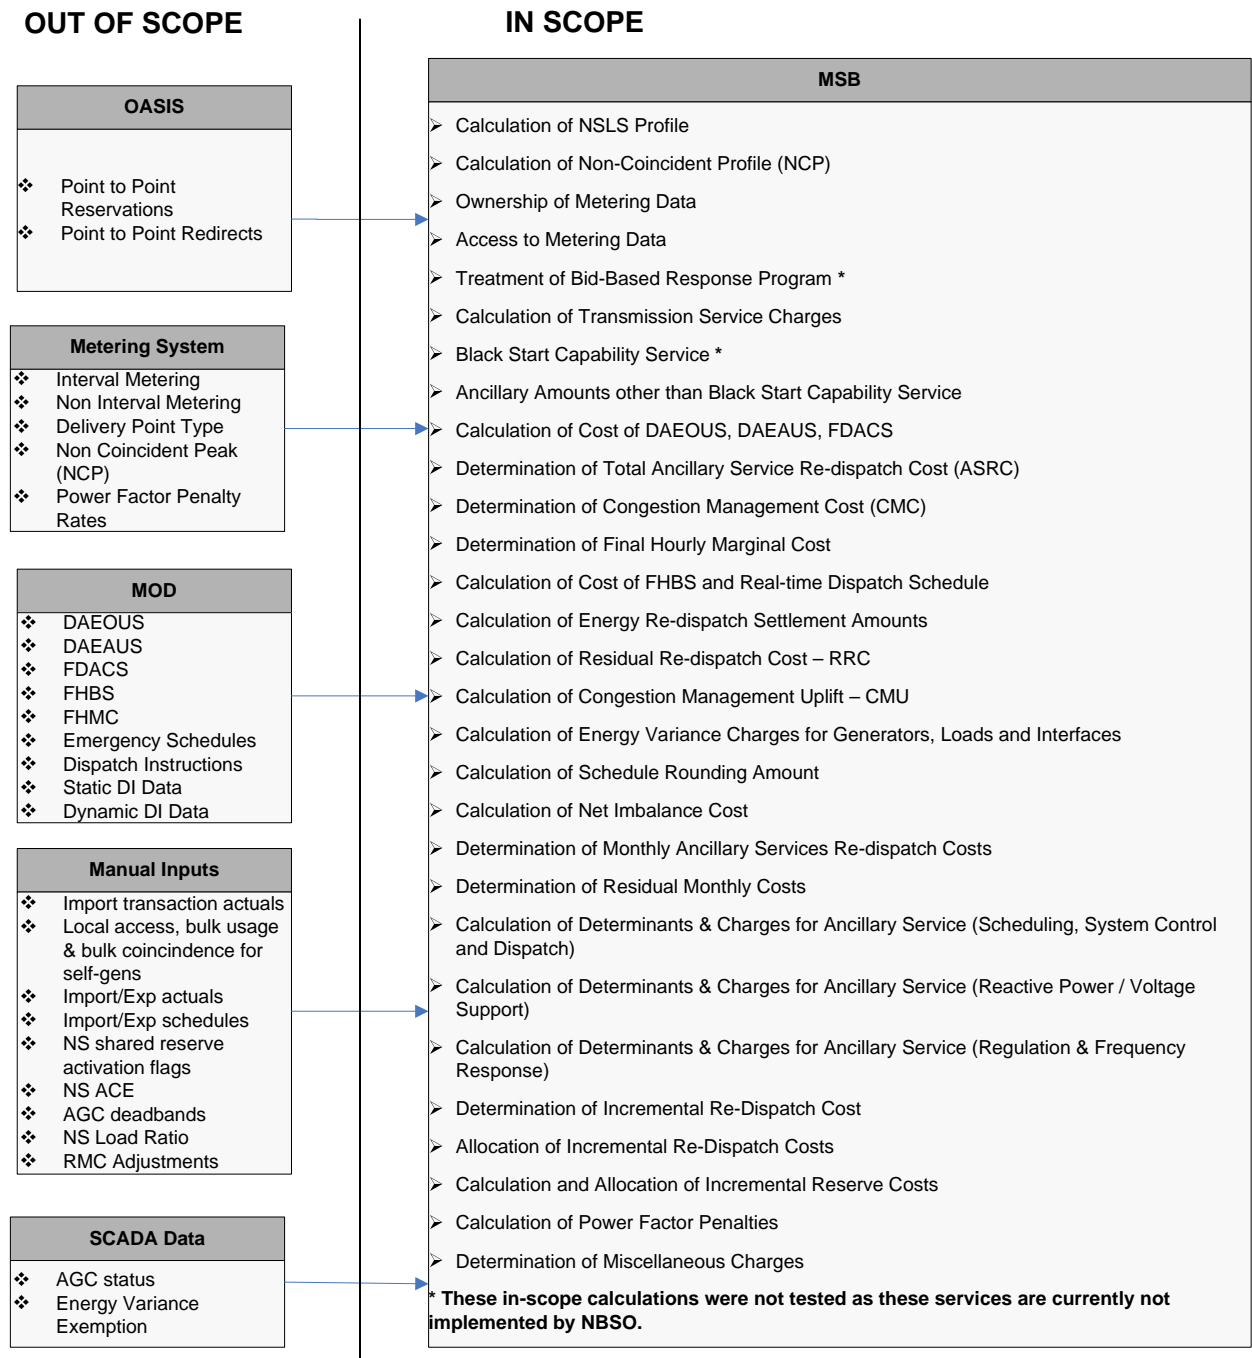 OUT OF SCOPE
IN SCOPE
OASIS
❖ Point to Point
Reservations
❖ Point to Point Redirects
Metering System
❖ Interval Metering
❖ Non Interval Metering
❖ Delivery Point Type
❖ Non Coincident Peak
(NCP)
❖ Power Factor Penalty
Rates
MOD
❖ DAEOUS
❖ DAEAUS
❖ FDACS
❖ FHBS
❖ FHMC
❖ Emergency Schedules
❖ Dispatch Instructions
❖ Static DI Data
❖ Dynamic DI Data
Manual Inputs
❖ Import transaction actuals
❖ Local access, bulk usage
& bulk coincindence for
self-gens
❖ Import/Exp actuals
❖ Import/Exp schedules
❖ NS shared reserve
activation flags
❖ NS ACE
❖ AGC deadbands
❖ NS Load Ratio
❖ RMC Adjustments
SCADA Data
❖ AGC status
❖ Energy Variance
Exemption
MSB
➢ Calculation of NSLS Profile
➢ Calculation of Non-Coincident Profile (NCP)
➢ Ownership of Metering Data
➢ Access to Metering Data
➢ Treatment of Bid-Based Response Program *
➢ Calculation of Transmission Service Charges
➢ Black Start Capability Service *
➢ Ancillary Amounts other than Black Start Capability Service
➢ Calculation of Cost of DAEOUS, DAEAUS, FDACS
➢ Determination of Total Ancillary Service Re-dispatch Cost (ASRC)
➢ Determination of Congestion Management Cost (CMC)
➢ Determination of Final Hourly Marginal Cost
➢ Calculation of Cost of FHBS and Real-time Dispatch Schedule
➢ Calculation of Energy Re-dispatch Settlement Amounts
➢ Calculation of Residual Re-dispatch Cost – RRC
➢ Calculation of Congestion Management Uplift – CMU
➢ Calculation of Energy Variance Charges for Generators, Loads and Interfaces
➢ Calculation of Schedule Rounding Amount
➢ Calculation of Net Imbalance Cost
➢ Determination of Monthly Ancillary Services Re-dispatch Costs
➢ Determination of Residual Monthly Costs
➢ Calculation of Determinants & Charges for Ancillary Service (Scheduling, System Control
and Dispatch)
➢ Calculation of Determinants & Charges for Ancillary Service (Reactive Power / Voltage
Support)
➢ Calculation of Determinants & Charges for Ancillary Service (Regulation & Frequency
Response)
➢ Determination of Incremental Re-Dispatch Cost
➢ Allocation of Incremental Re-Dispatch Costs
➢ Calculation and Allocation of Incremental Reserve Costs
➢ Calculation of Power Factor Penalties
➢ Determination of Miscellaneous Charges
* These in-scope calculations were not tested as these services are currently not
implemented by NBSO.